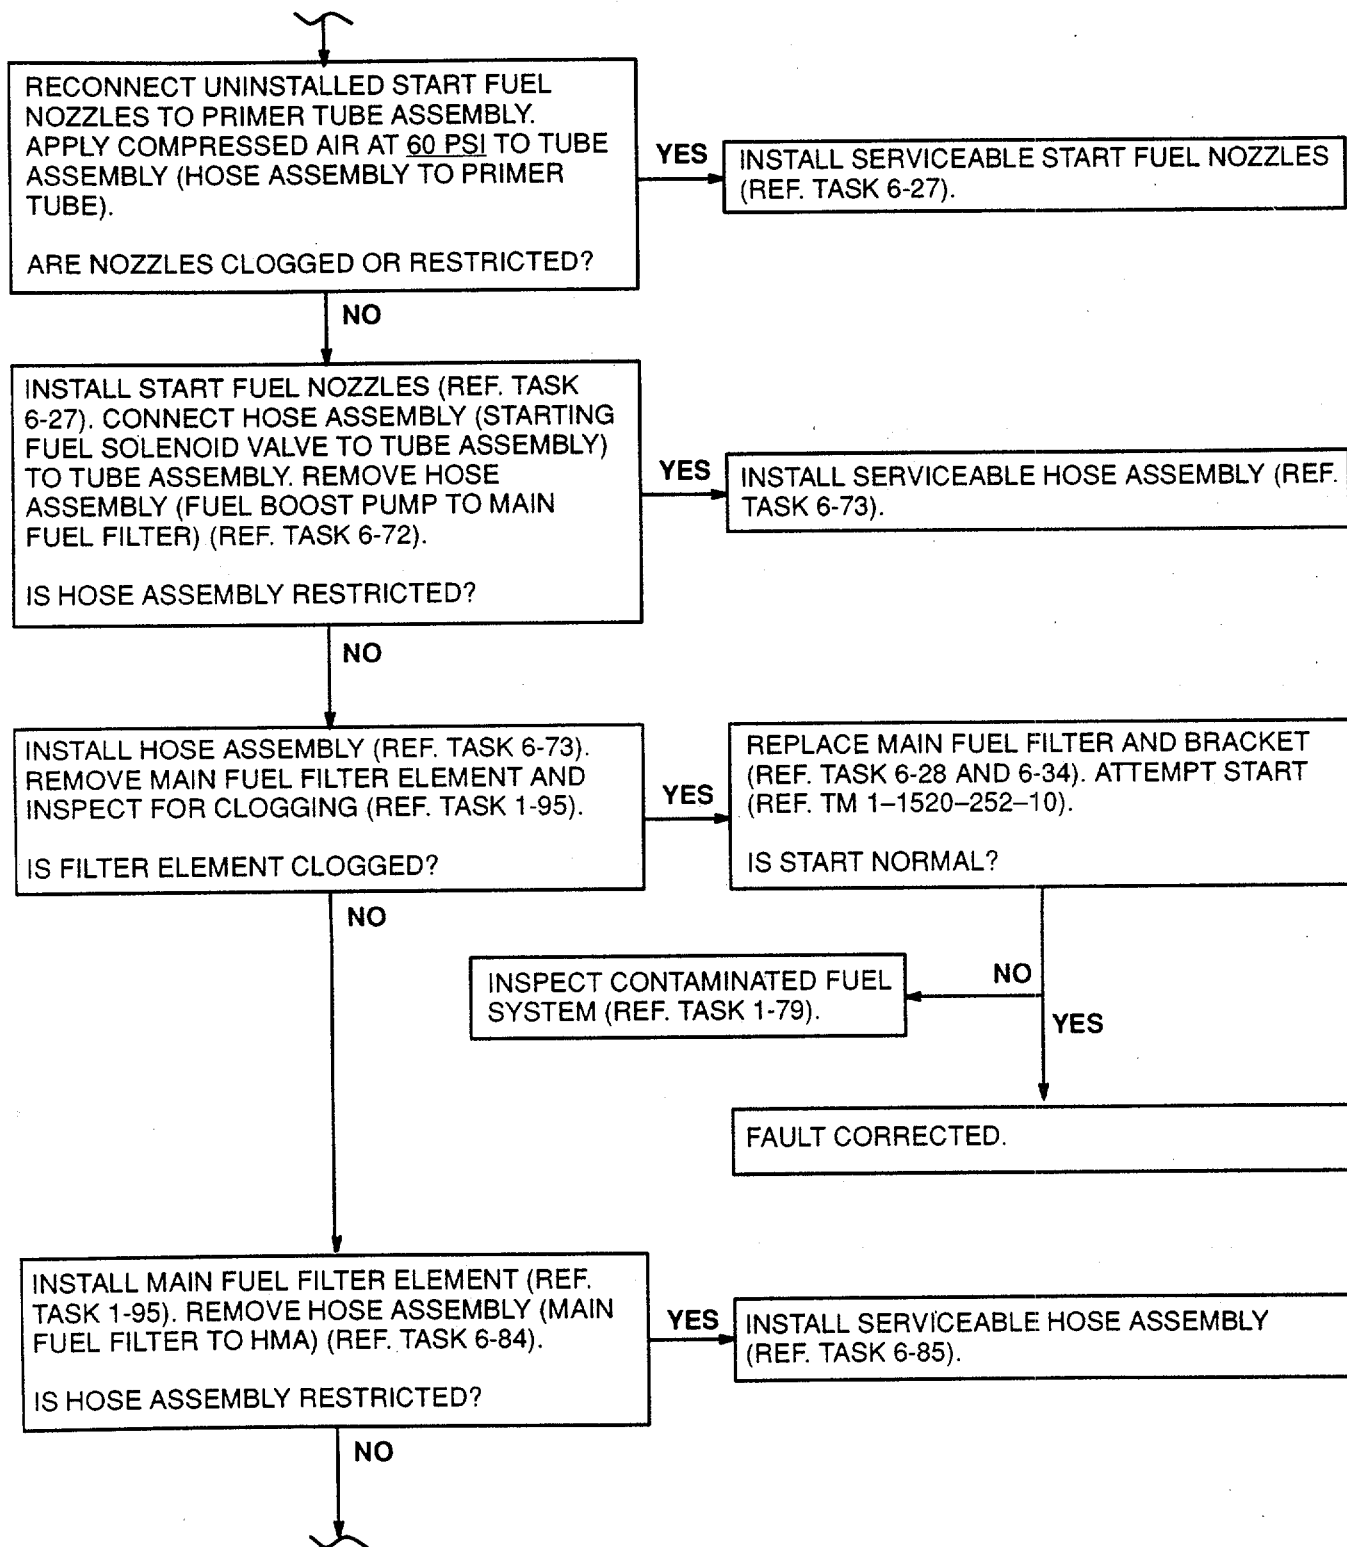 RECONNECT UNINSTALLED START FUEL
NOZZLES TO PRIMER TUBE ASSEMBLY.
APPLY COMPRESSED AIR AT 60 PSI TO TUBE
ASSEMBLY (HOSE ASSEMBLY TO PRIMER
TUBE).
ARE NOZZLES CLOGGED OR RESTRICTED?
YES
INSTALL SERVICEABLE START FUEL NOZZLES
(REF. TASK 6-27).
NO
INSTALL START FUEL NOZZLES (REF. TASK
6-27). CONNECT HOSE ASSEMBLY (STARTING
FUEL SOLENOID VALVE TO TUBE ASSEMBLY)
TO TUBE ASSEMBLY. REMOVE HOSE
ASSEMBLY (FUEL BOOST PUMP TO MAIN
FUEL FILTER) (REF. TASK 6-72).
IS HOSE ASSEMBLY RESTRICTED?
YES
INSTALL SERVICEABLE HOSE ASSEMBLY (REF.
TASK 6-73).
NO
INSTALL HOSE ASSEMBLY (REF. TASK 6-73).
REMOVE MAIN FUEL FILTER ELEMENT AND
INSPECT FOR CLOGGING (REF. TASK 1-95).
IS FILTER ELEMENT CLOGGED?
YES
REPLACE MAIN FUEL FILTER AND BRACKET
(REF. TASK 6-28 AND 6-34). ATTEMPT START
(REF. TM 1–1520–252–10).
IS START NORMAL?
NO
INSPECT CONTAMINATED FUEL
SYSTEM (REF. TASK 1-79).
NO
YES
FAULT CORRECTED.
INSTALL MAIN FUEL FILTER ELEMENT (REF.
TASK 1-95). REMOVE HOSE ASSEMBLY (MAIN
FUEL FILTER TO HMA) (REF. TASK 6-84).
IS HOSE ASSEMBLY RESTRICTED?
YES
INSTALL SERVICEABLE HOSE ASSEMBLY
(REF. TASK 6-85).
NO